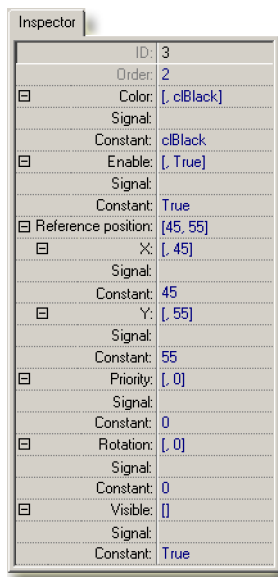 Inspector
ID: 3
Order: 2
Color: [, clBlack]
Signal:
Constant: clBlack
Enable: [, True]
Signal:
Constant: True
Reference position: [45, 55]
X: [, 45]
Signal:
Constant: 45
Y: [, 55]
Signal:
Constant: 55
Priority: [, 0]
Signal:
Constant: 0
Rotation: [, 0]
Signal:
Constant: 0
Visible: []
Signal:
Constant: True